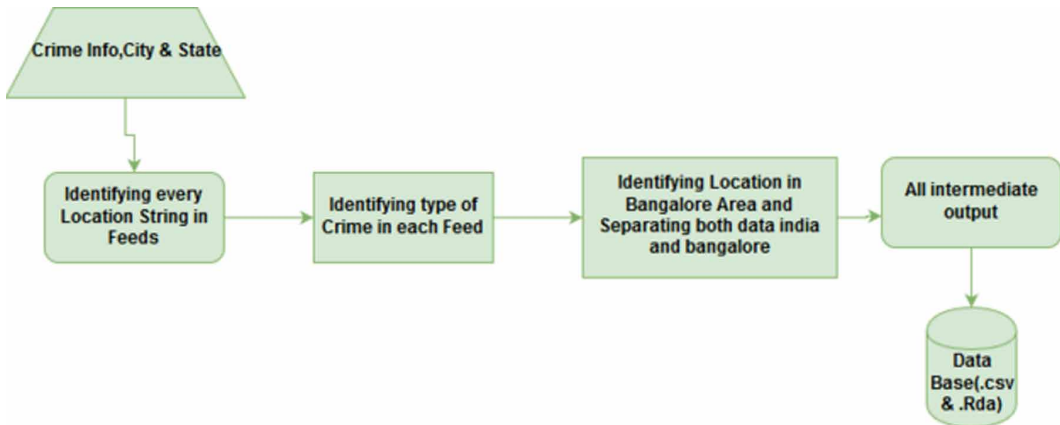 Crime Info,City & State
Identifying every
Location String in
Feeds
Identifying type of
Crime in each Feed
Identifying Location in
Bangalore Area and
Separating both data india
and bangalore
All intermediate
output
Data
Base(.csv
& .Rda)